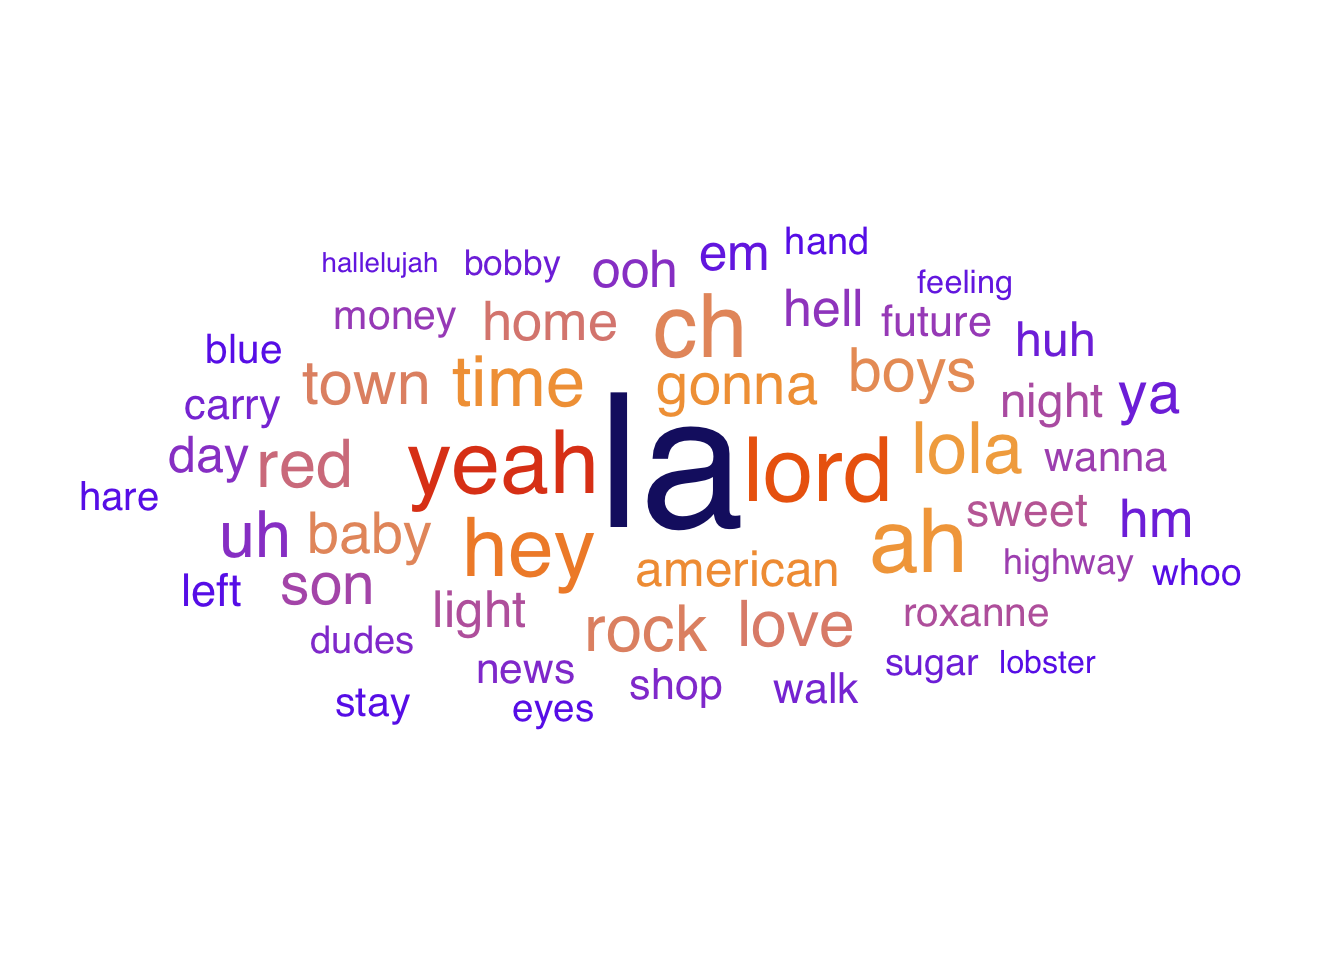 hand
em
hallelujah bobby ooh
feeling
money home ch hell future
blue huh
town time gonna boys
carry night ya
day red yeah la lord lola wanna
hare
sweet hm
uh baby hey ah
american highway whoo
left son
light roxanne
dudes rock love
news sugar lobster
shop walk
stay eyes